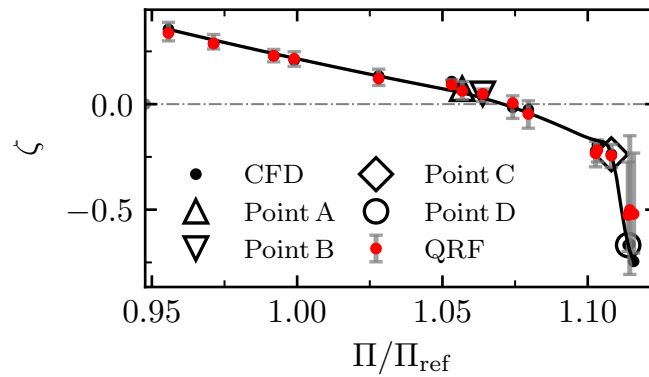 0.0
−0.5
ζ
CFD
Point A
Point B
Point C
Point D
QRF
0.95
1.00
1.05
1.10
Π/Π_ref